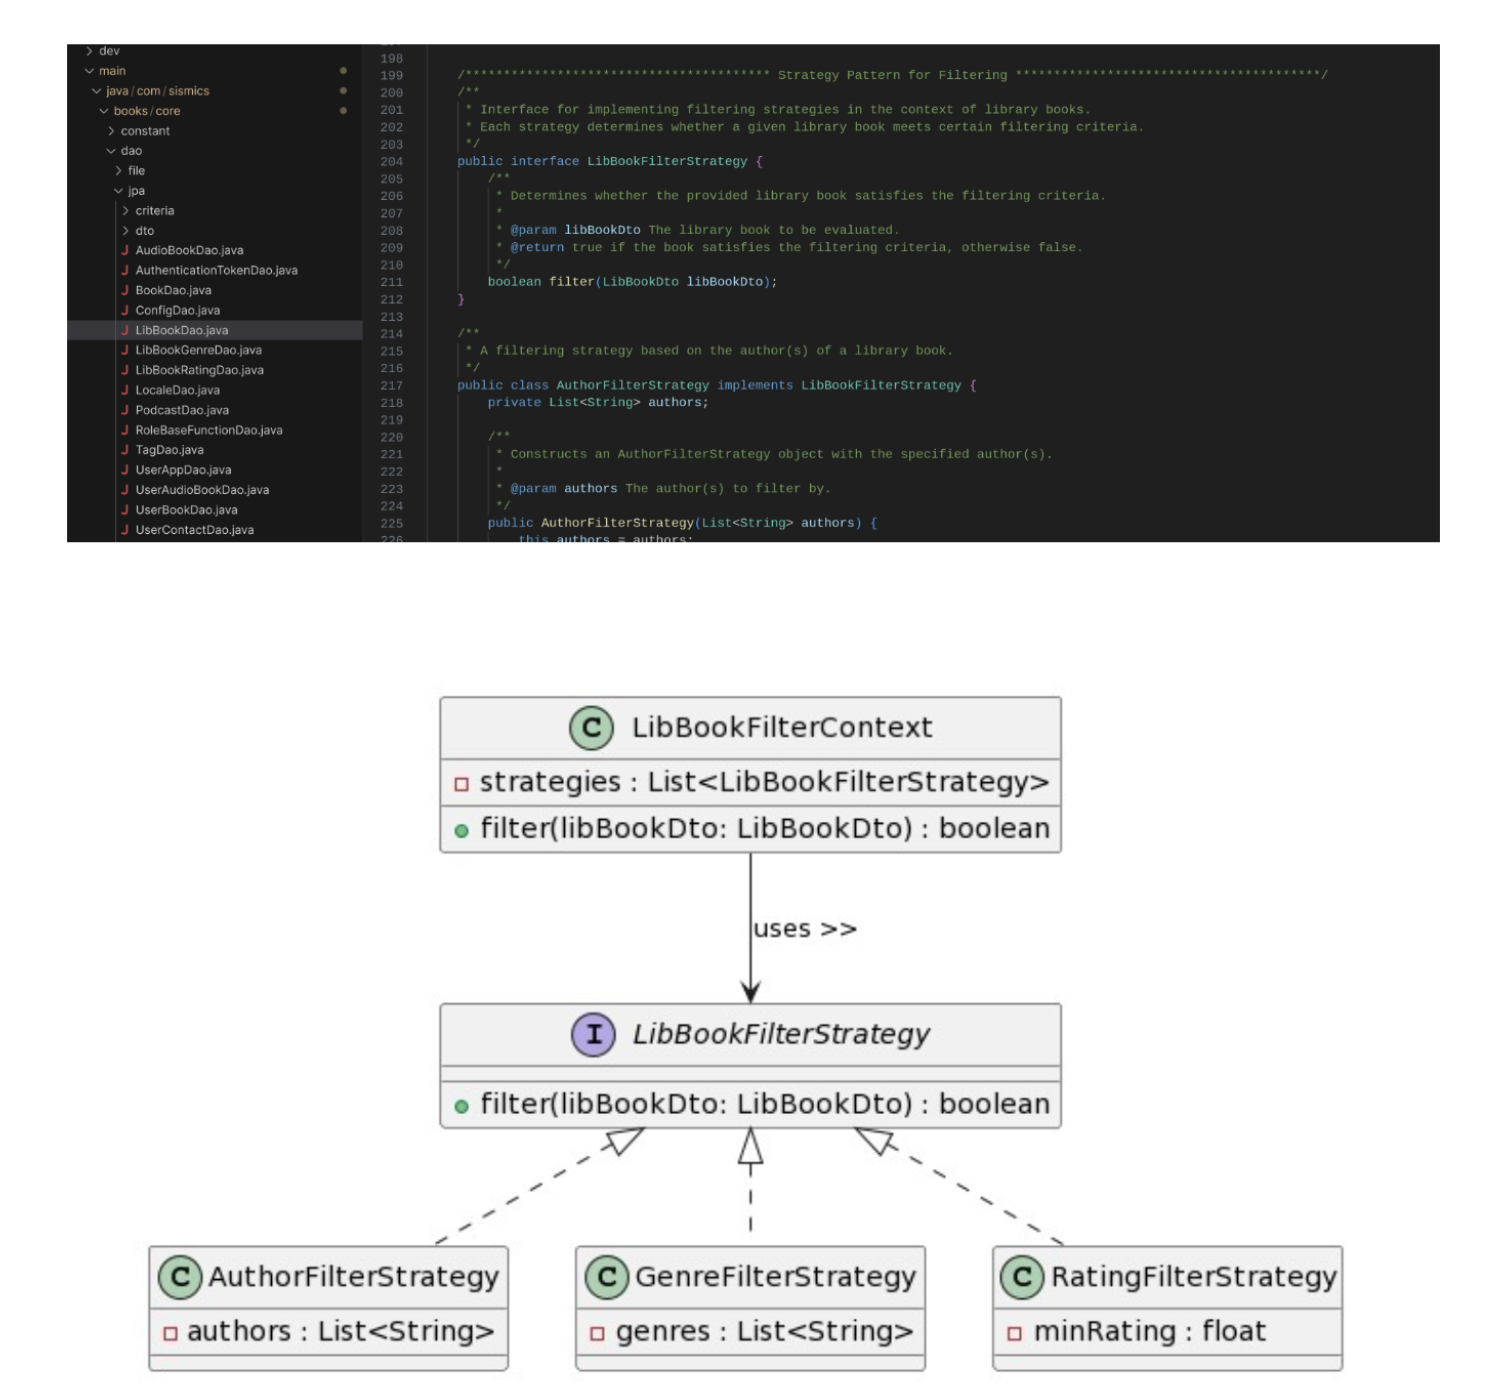 dev
main
java/com/sismics
books/core
constant
dao
file
jpa
criteria
dto
J AudioBookDao.java
J AuthenticationTokenDao.java
J BookDao.java
J ConfigDao.java
J LibBookDao.java
J LibBookGenreDao.java
J LibBookRatingDao.java
J LocaleDao.java
J PodcastDao.java
J RoleBaseFunctionDao.java
J TagDao.java
J UserAppDao.java
J UserAudioBookDao.java
J UserBookDao.java
J UserContactDao.java
198
199 /**************************************** Strategy Pattern for Filtering ****************************************/
200 /**
201 * Interface for implementing filtering strategies in the context of library books.
202 * Each strategy determines whether a given library book meets certain filtering criteria.
203 */
204 public interface LibBookFilterStrategy {
205 /**
206 * Determines whether the provided library book satisfies the filtering criteria.
207 *
208 * @param libBookDto The library book to be evaluated.
209 * @return true if the book satisfies the filtering criteria, otherwise false.
210 */
211 boolean filter(LibBookDto libBookDto);
212 }
213
214 /**
215 * A filtering strategy based on the author(s) of a library book.
216 */
217 public class AuthorFilterStrategy implements LibBookFilterStrategy {
218 private List<String> authors;
219
220 /**
221 * Constructs an AuthorFilterStrategy object with the specified author(s).
222 *
223 * @param authors The author(s) to filter by.
224 */
225 public AuthorFilterStrategy(List<String> authors) {
226 this authors = authors;
C LibBookFilterContext
strategies : List<LibBookFilterStrategy>
filter(libBookDto: LibBookDto) : boolean
uses >>
I LibBookFilterStrategy
filter(libBookDto: LibBookDto) : boolean
C AuthorFilterStrategy
authors : List<String>
C GenreFilterStrategy
genres : List<String>
C RatingFilterStrategy
minRating : float